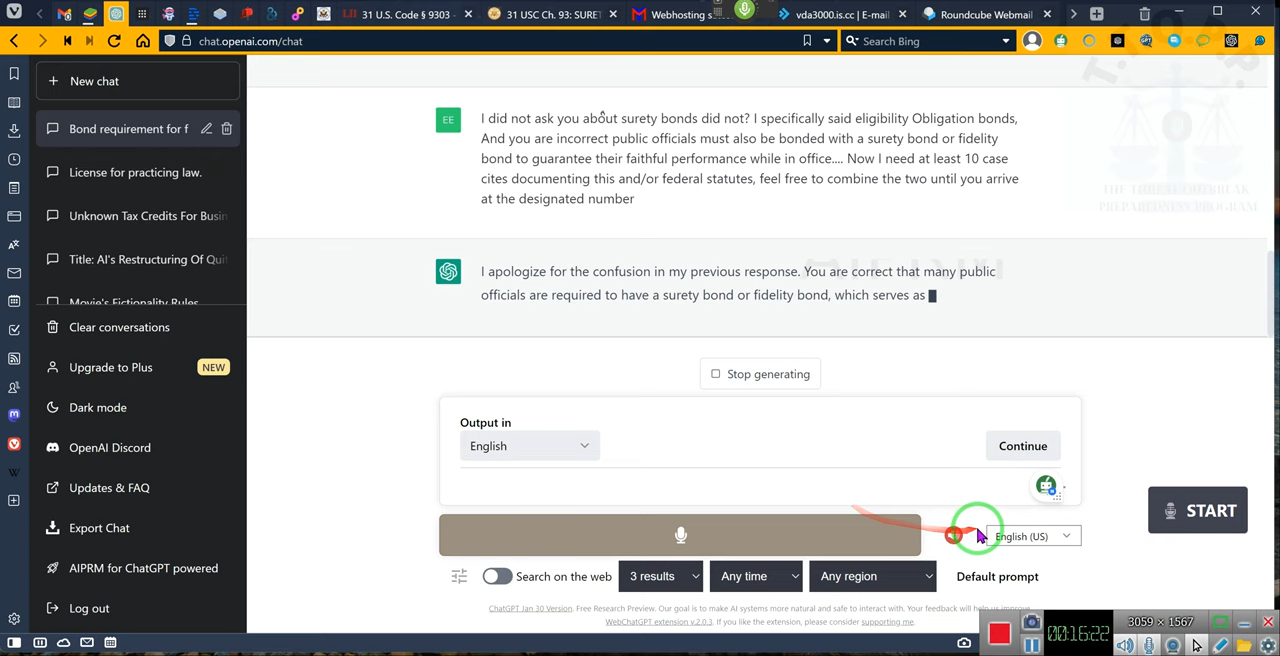 31 U.S. Code § 9303 -
31 USC Ch. 93: SURET
Webhosting s
vda3000.is.cc | E-mail
Roundcube Webmail
chat.openai.com/chat
Search Bing
New chat
Bond requirement for f
License for practicing law.
Unknown Tax Credits For Busin
Title: AI's Restructuring Of Quit
Movie's Fictionality Rules
Clear conversations
Upgrade to Plus
NEW
Dark mode
OpenAI Discord
Updates & FAQ
Export Chat
AIPRM for ChatGPT powered
Log out
EE
I did not ask you about surety bonds did not? I specifically said eligibility Obligation bonds,
And you are incorrect public officials must also be bonded with a surety bond or fidelity
bond to guarantee their faithful performance while in office.... Now I need at least 10 case
cites documenting this and/or federal statutes, feel free to combine the two until you arrive
at the designated number
THE THREAT OUTBREAK
PREPAREDNESS PROGRAM
I apologize for the confusion in my previous response. You are correct that many public
officials are required to have a surety bond or fidelity bond, which serves as
Stop generating
Output in
English
Continue
START
English (US)
Search on the web
3 results
Any time
Any region
Default prompt
ChatGPT Jan 30 Version. Free Research Preview. Our goal is to make AI systems more natural and safe to interact with. Your feedback will help us improve.
WebChatGPT extension v.2.0.3. If you like the extension, please consider supporting me.
3059 × 1567
00:16:22